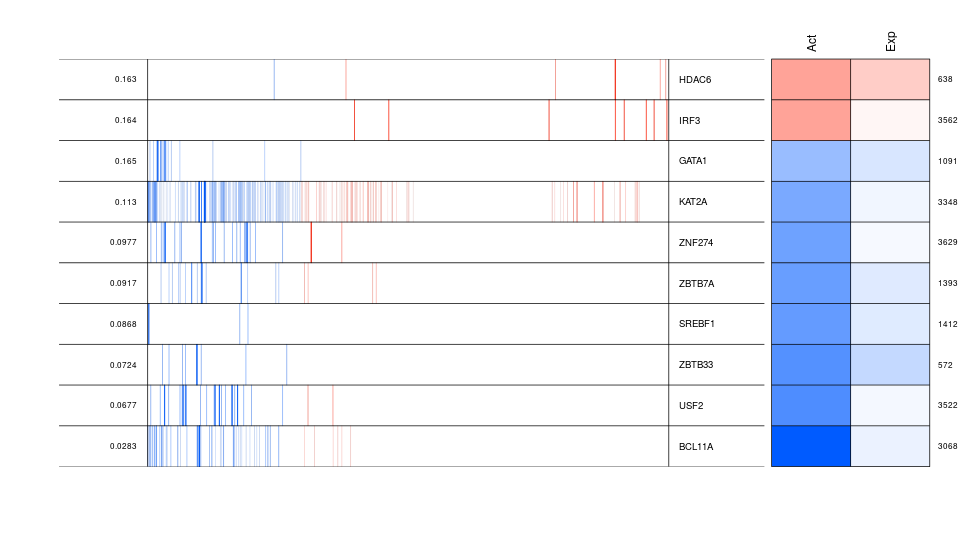 Act Exp
0.163 HDAC6 638
0.164 IRF3 3562
0.165 GATA1 1091
0.113 KAT2A 3348
0.0977 ZNF274 3629
0.0917 ZBTB7A 1393
0.0868 SREBF1 1412
0.0724 ZBTB33 572
0.0677 USF2 3522
0.0283 BCL11A 3068